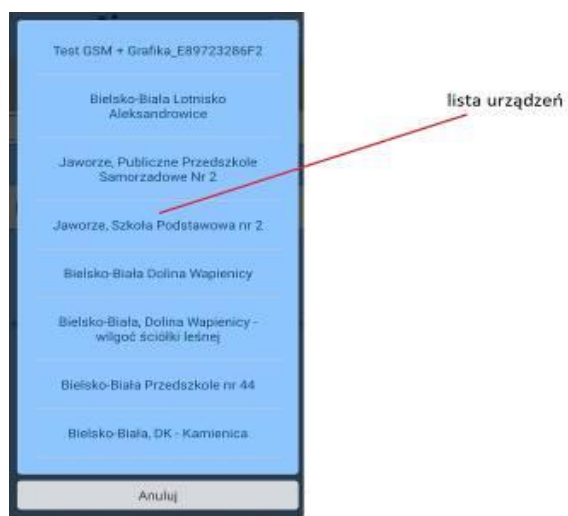 Test GSM + Grafika_E89723286F2
Bielsko-Biała Lotnisko
Aleksandrowice
lista urządzeń
Jaworze, Publiczne Przedszkole
Samorzadowe Nr 2
Jaworze, Szkoła Podstawowa nr 2
Bielsko-Biała Dolina Wapienicy
Bielsko-Biała, Dolina Wapienicy -
wilgoć ściółki leśnej
Bielsko-Biała Przedszkole nr 44
Bielsko-Biała, DK - Kamienica
Anuluj